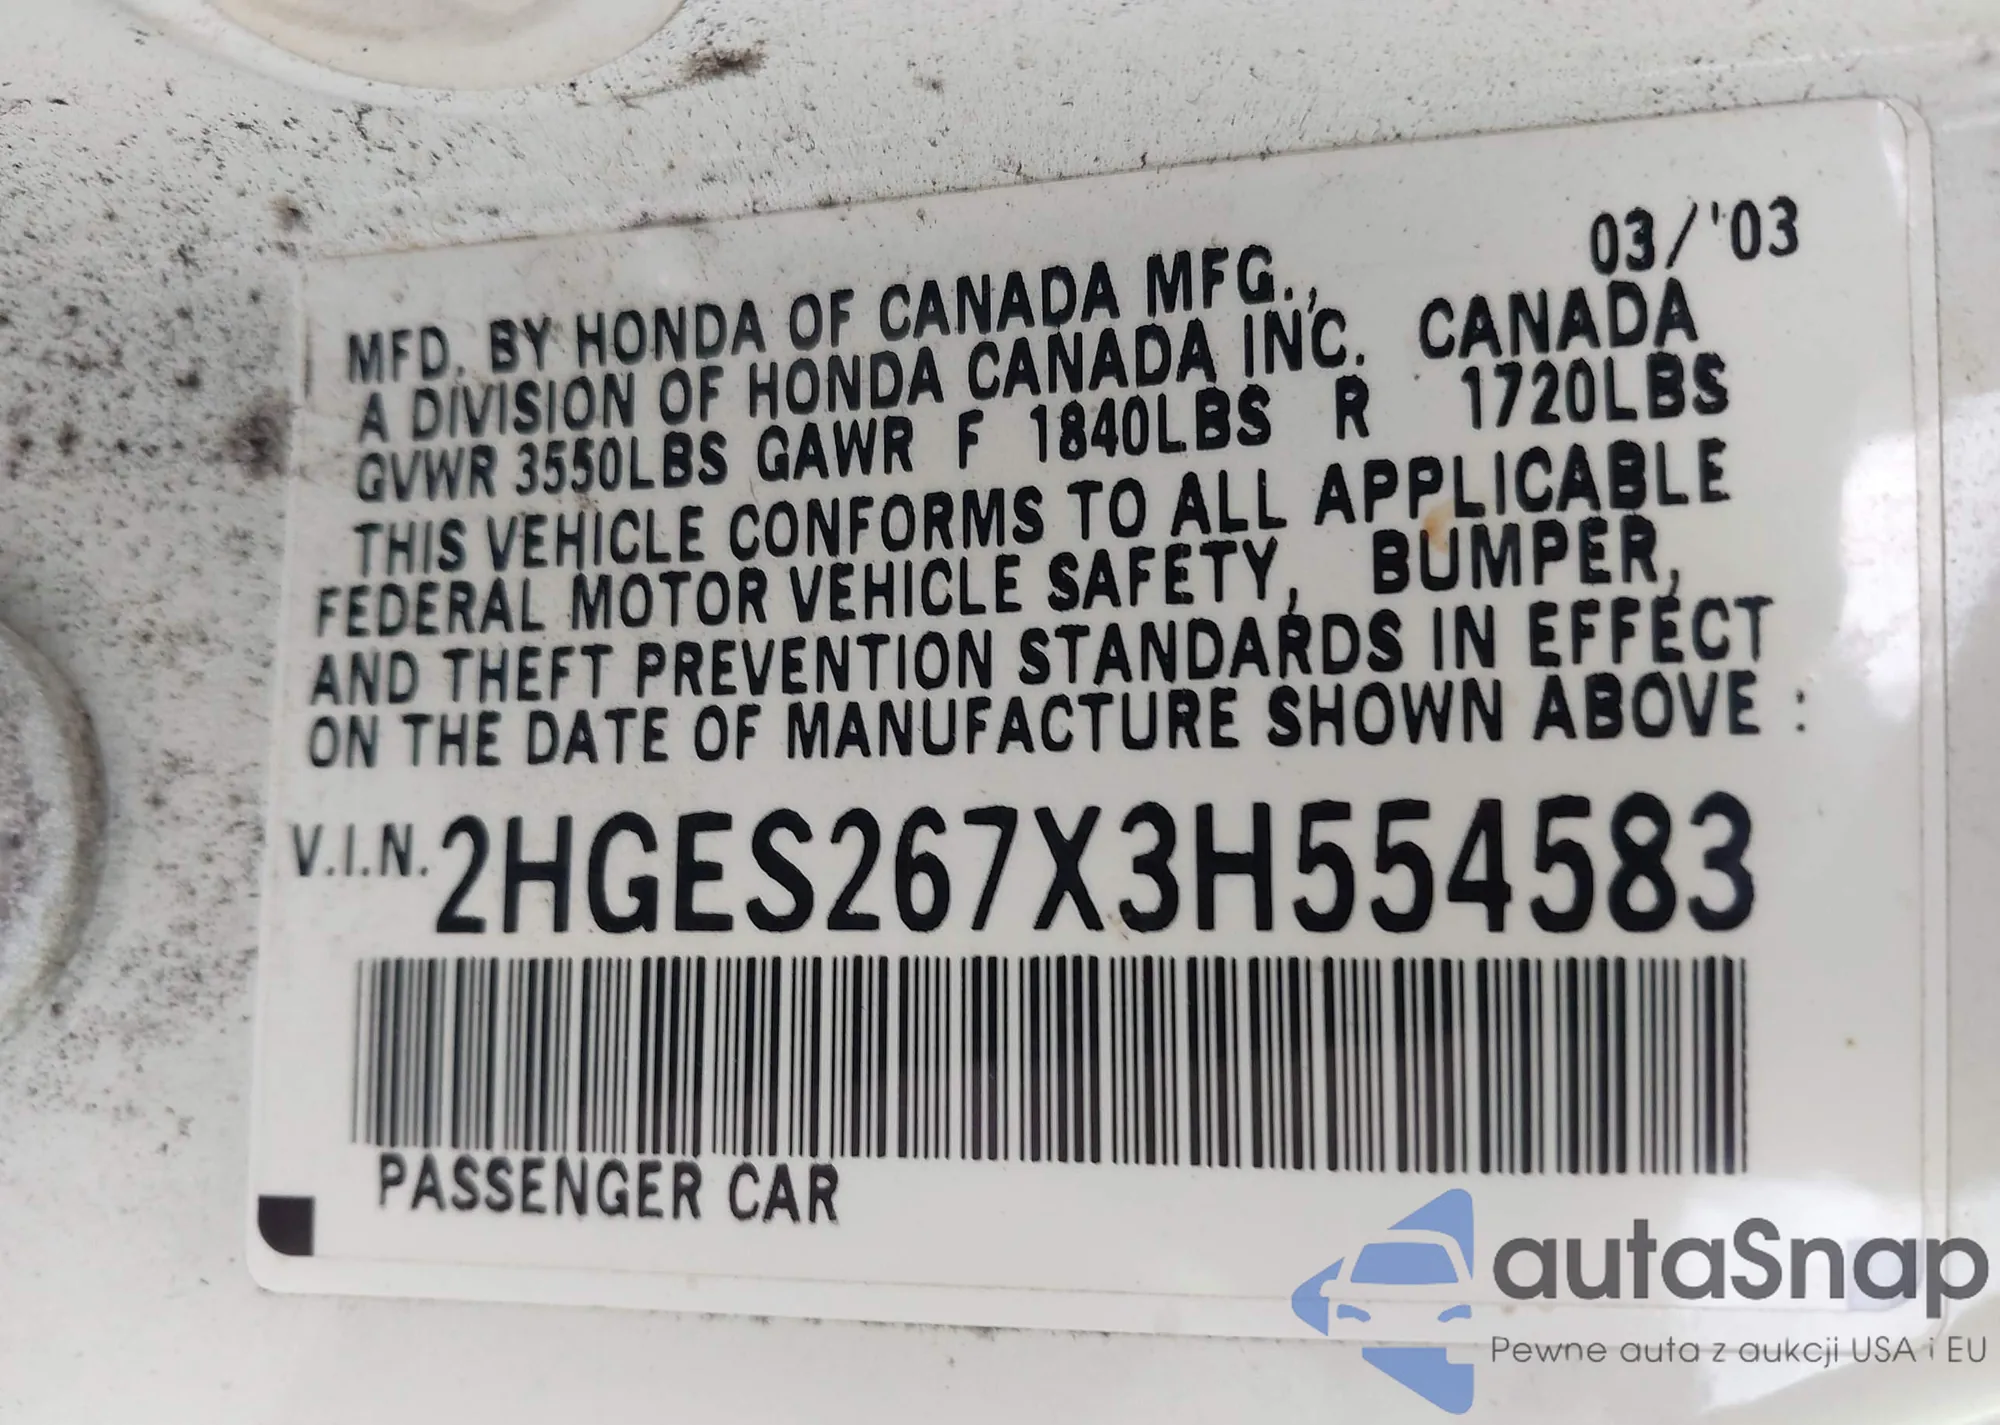 03/'03
MFD. BY HONDA OF CANADA MFG.,
A DIVISION OF HONDA CANADA INC. CANADA
GVWR 3550LBS GAWR F 1840LBS R 1720LBS
THIS VEHICLE CONFORMS TO ALL APPLICABLE
FEDERAL MOTOR VEHICLE SAFETY, BUMPER,
AND THEFT PREVENTION STANDARDS IN EFFECT
ON THE DATE OF MANUFACTURE SHOWN ABOVE :
V.I.N. 2HGES267X3H554583
PASSENGER CAR
autaSnap
Pewne auta z aukcji USA i EU